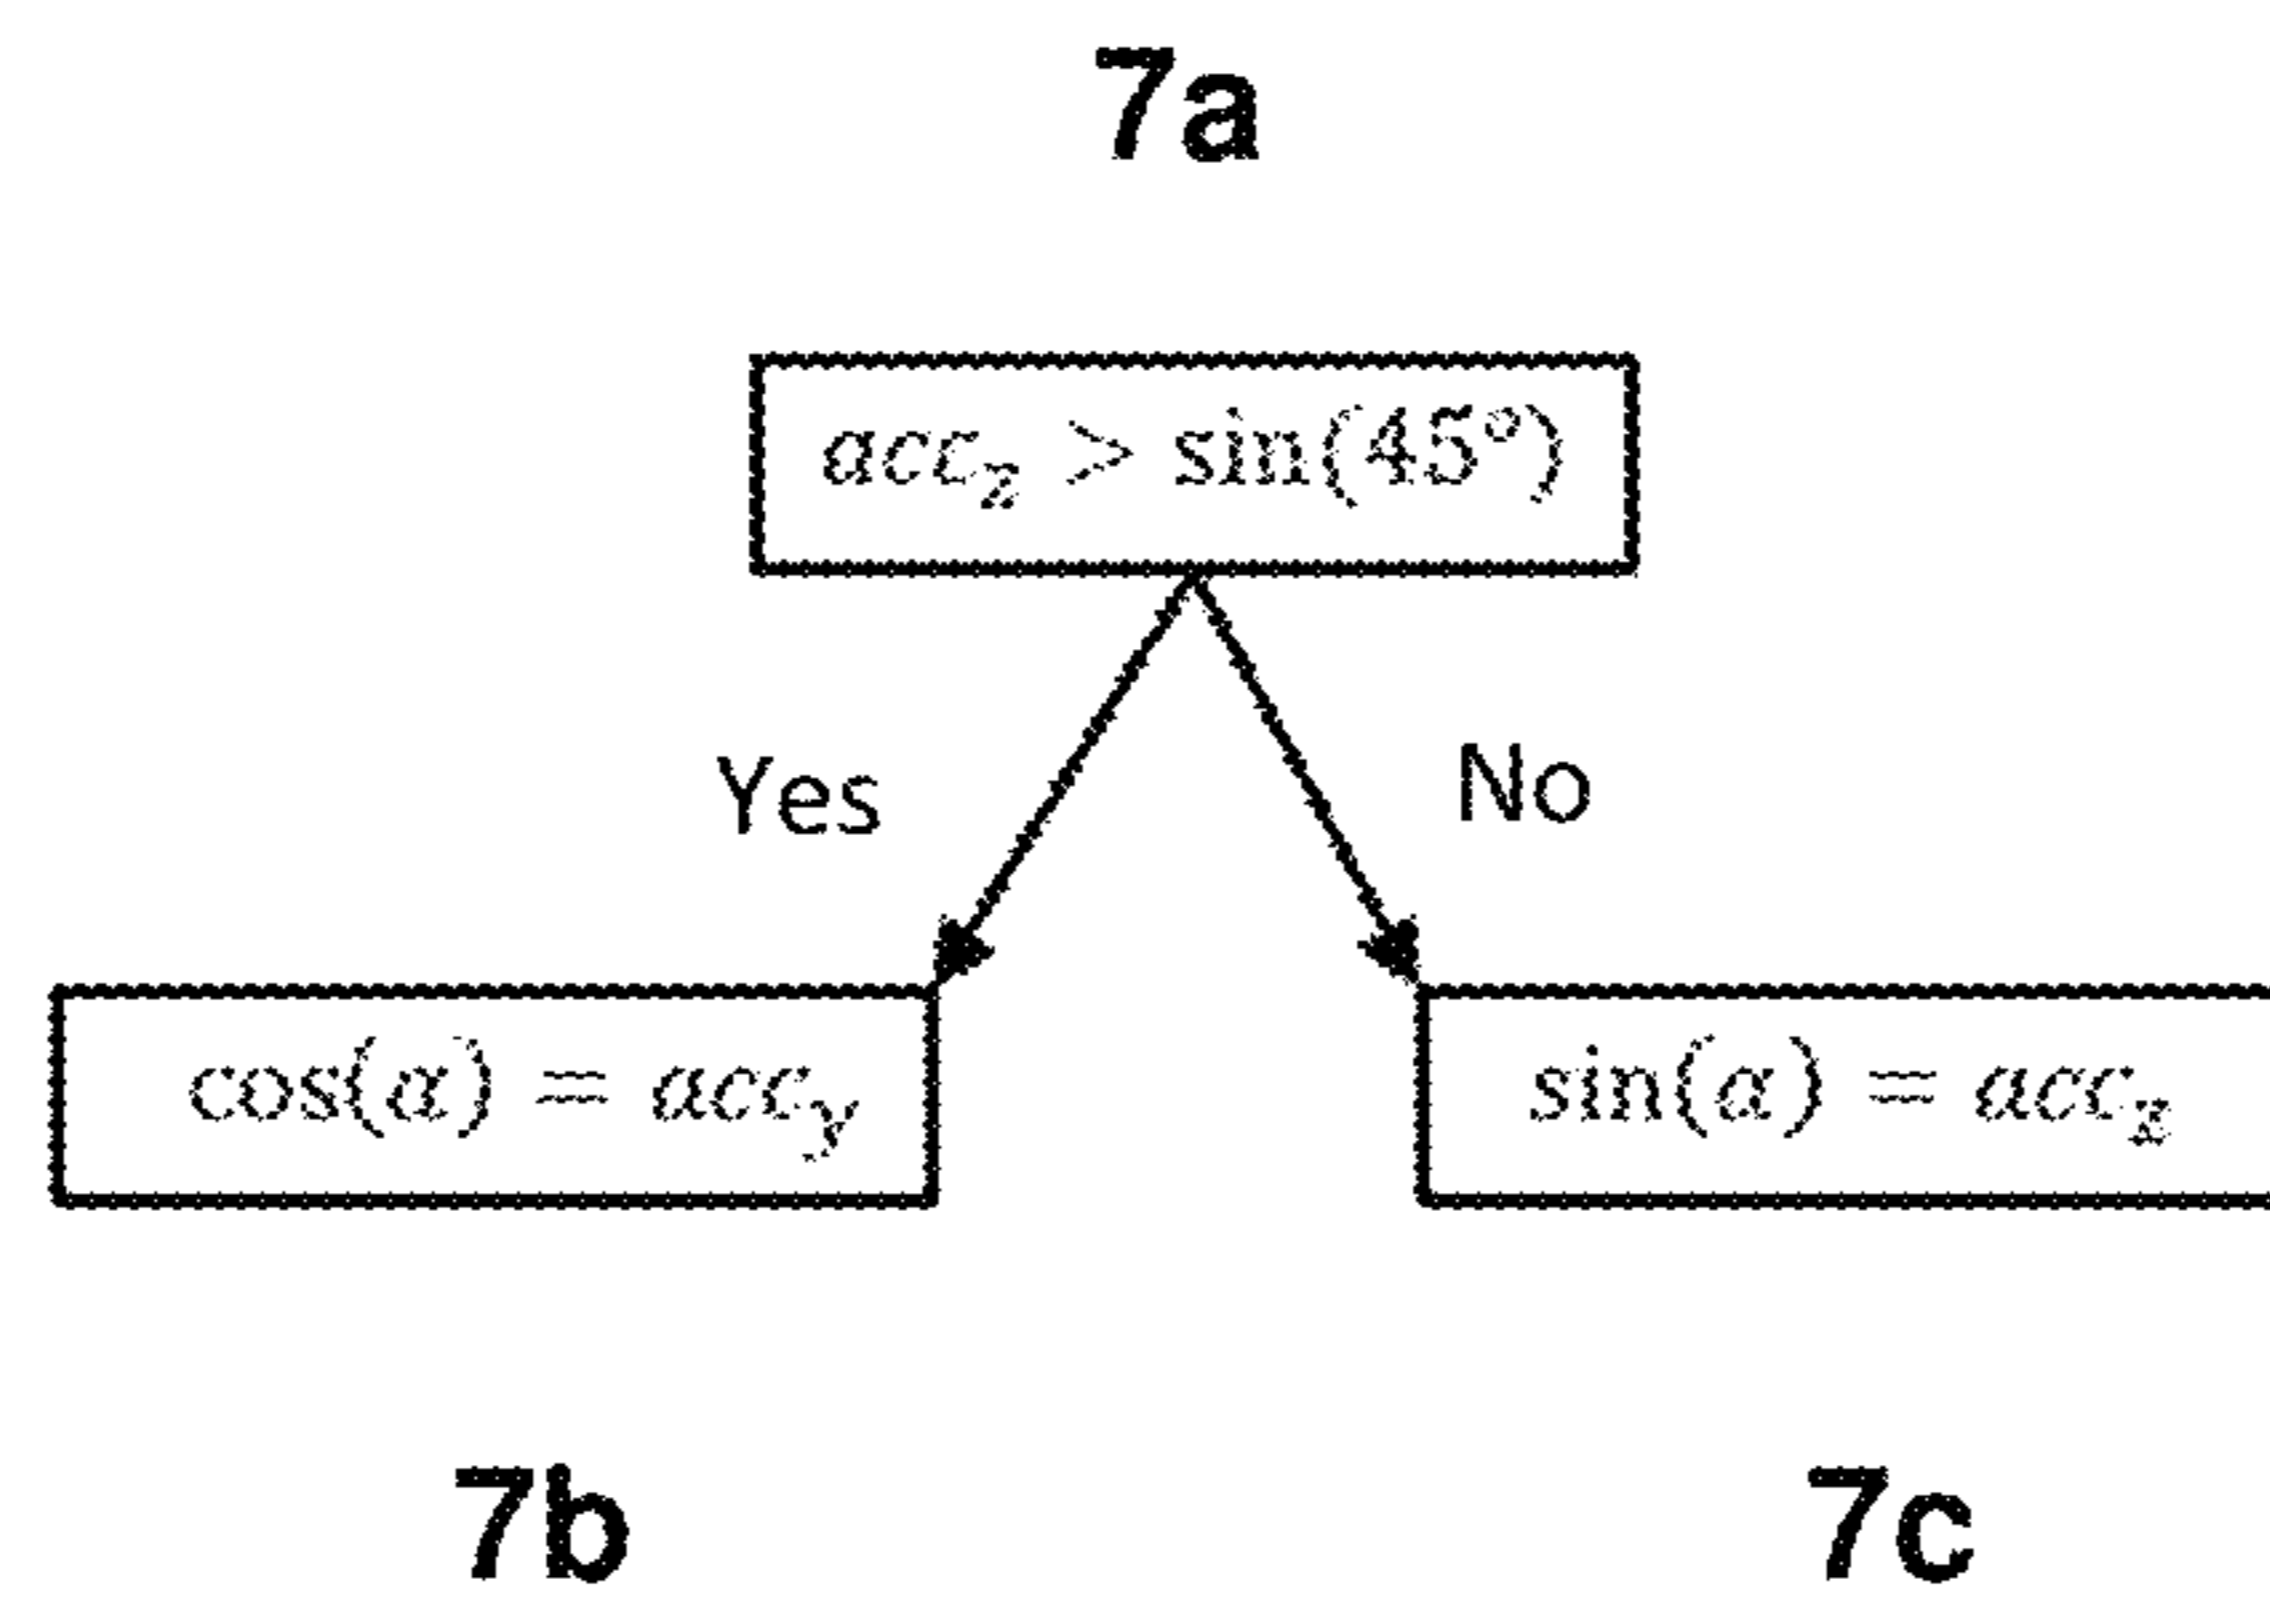 7a
acc_z > sin(45°)
Yes
No
cos(α) = acc_y
sin(α) = acc_z
7b
7c